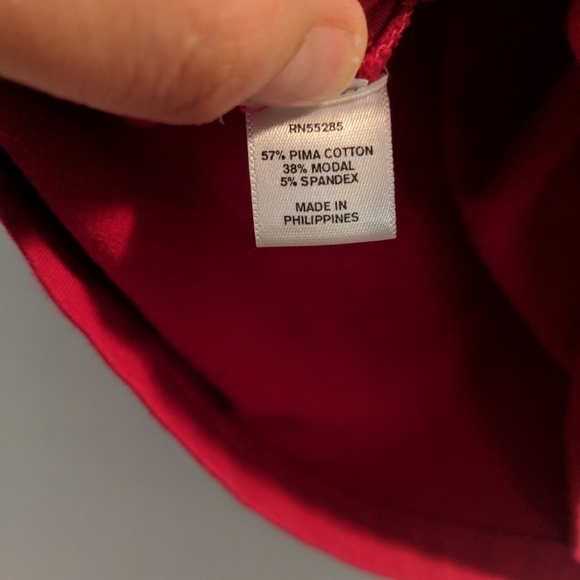 RN55285
57% PIMA COTTON
38% MODAL
5% SPANDEX
MADE IN
PHILIPPINES